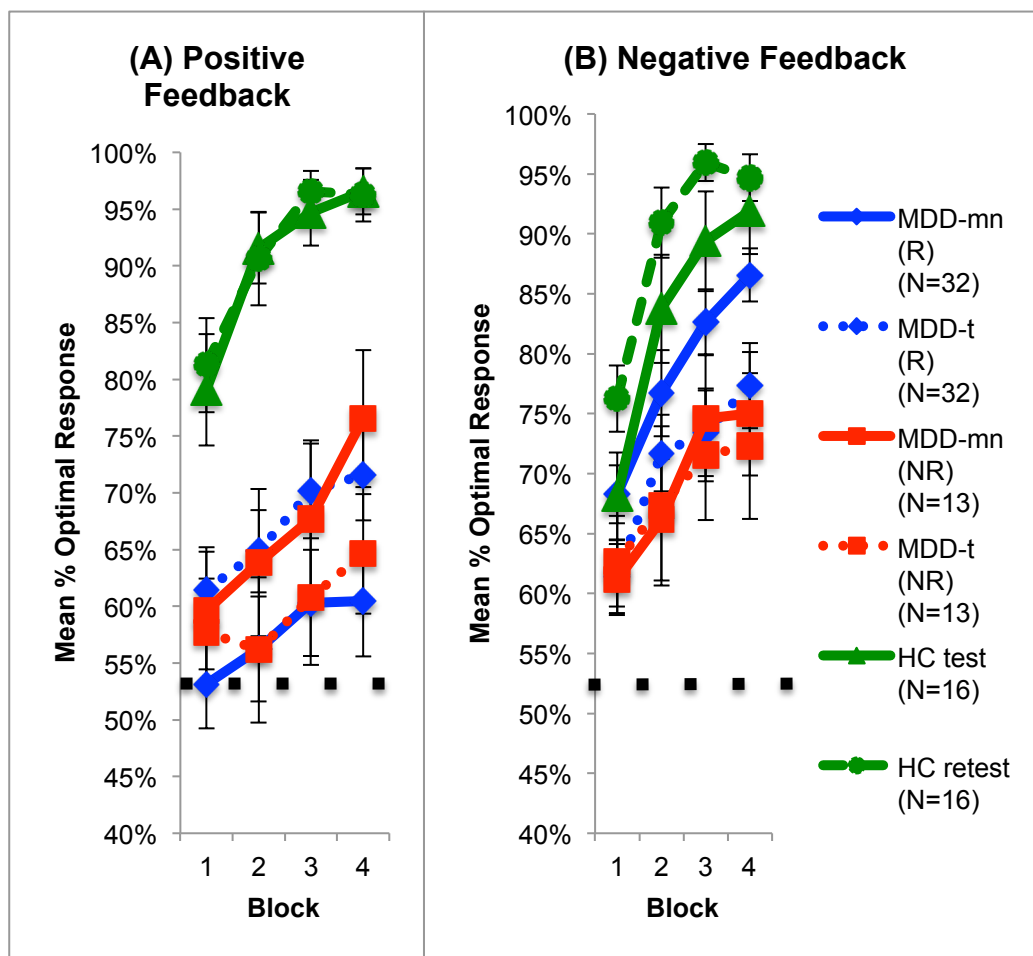 (A) Positive
Feedback
Mean % Optimal Response
100%
95%
90%
85%
80%
75%
70%
65%
60%
55%
50%
45%
40%
1 2 3 4
Block
(B) Negative Feedback
Mean % Optimal Response
100%
95%
90%
85%
80%
75%
70%
65%
60%
55%
50%
45%
40%
1 2 3 4
Block
MDD-mn
(R)
(N=32)
MDD-t
(R)
(N=32)
MDD-mn
(NR)
(N=13)
MDD-t
(NR)
(N=13)
HC test
(N=16)
HC retest
(N=16)